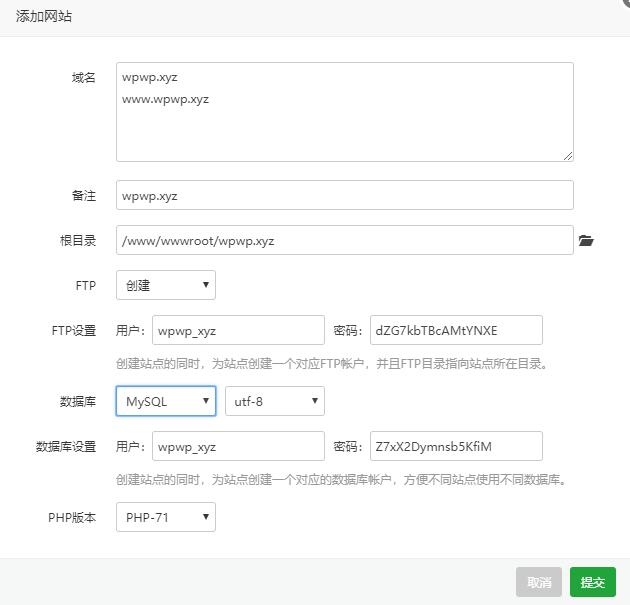 添加网站
域名
wpwp.xyz
www.wpwp.xyz
备注 wpwp.xyz
根目录 /www/wwwroot/wpwp.xyz
FTP 创建
FTP设置 用户： wpwp_xyz 密码： dZG7kbTBcAMtYNXE
创建站点的同时，为站点创建一个对应FTP帐户，并且FTP目录指向站点所在目录。
数据库 MySQL utf-8
数据库设置 用户： wpwp_xyz 密码： Z7xX2Dymnsb5KfiM
创建站点的同时，为站点创建一个对应的数据库帐户，方便不同站点使用不同数据库。
PHP版本 PHP-71
取消 提交